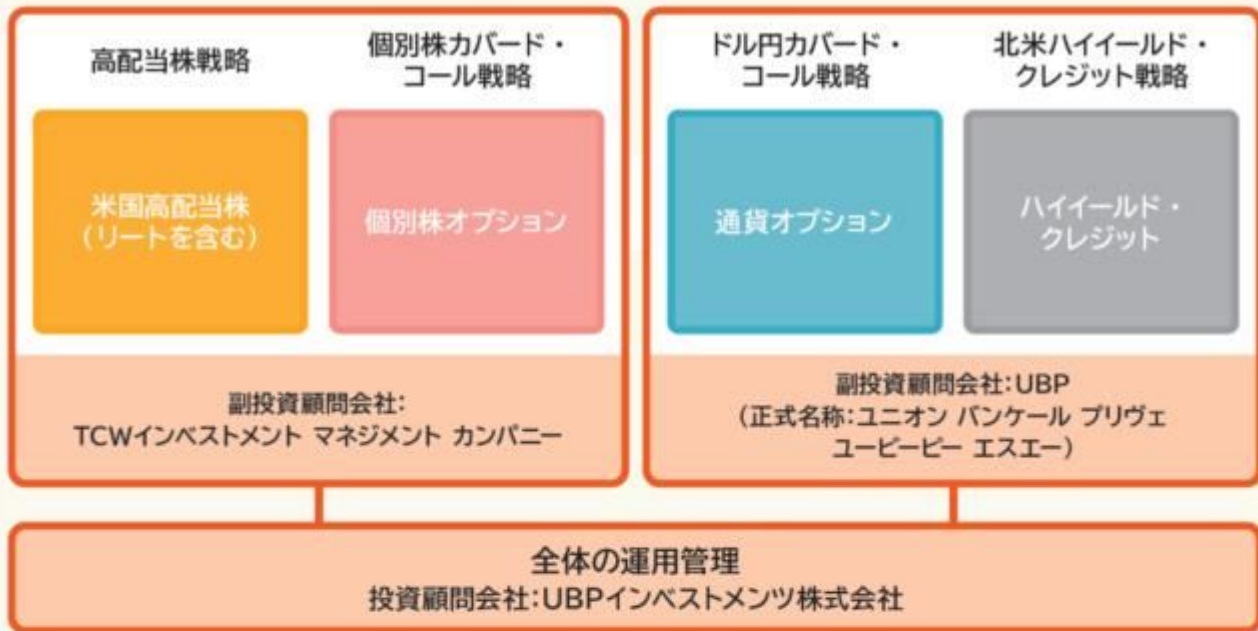 高配当株戦略
個別株カバード・
コール戦略
米国高配当株
(リートを含む)
個別株オプション
副投資顧問会社:
TCWインベストメント マネジメント カンパニー
ドル円カバード・
コール戦略
北米ハイイールド・
クレジット戦略
通貨オプション
ハイイールド・
クレジット
副投資顧問会社:UBP
(正式名称:ユニオン バンケール プリヴェ
ユービーピー エスエー)
全体の運用管理
投資顧問会社:UBPインベストメンツ株式会社